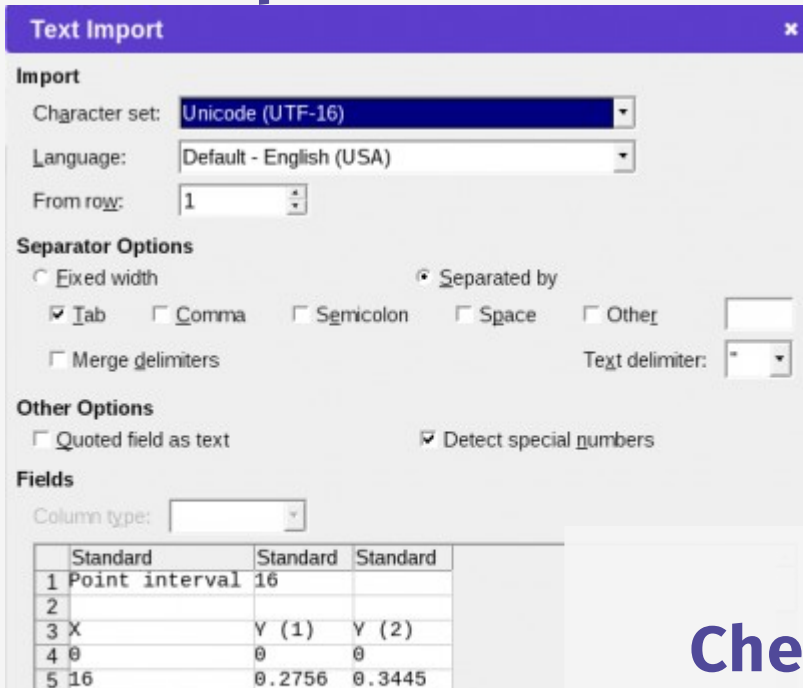 Text Import
Import
Character set: Unicode (UTF-16)
Language: Default - English (USA)
From row: 1
Separator Options
Fixed width Separated by
Tab Comma Semicolon Space Other
Merge delimiters Text delimiter: "
Other Options
Quoted field as text Detect special numbers
Fields
Column type:
Standard Standard Standard
1 Point interval 16
2
3 X Y (1) Y (2)
4 0 0 0
5 16 0.2756 0.3445
Che